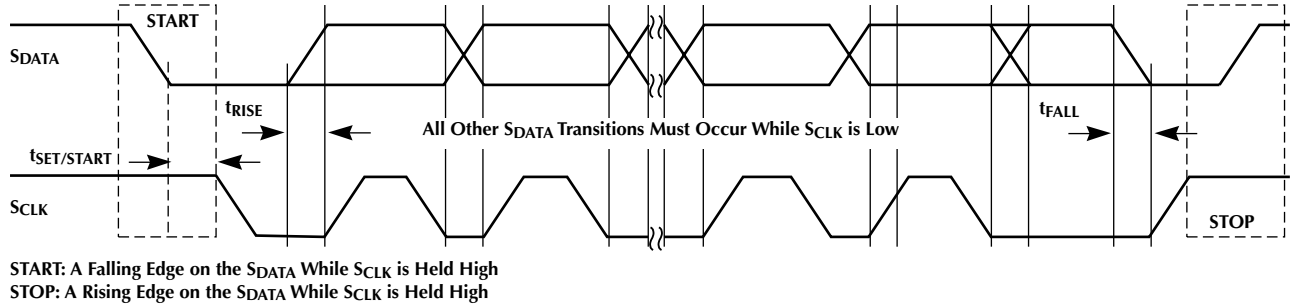 START
SDATA
tRISE
tFALL
All Other SDATA Transitions Must Occur While SCLK is Low
tSET/START
SCLK
STOP
START: A Falling Edge on the SDATA While SCLK is Held High
STOP: A Rising Edge on the SDATA While SCLK is Held High